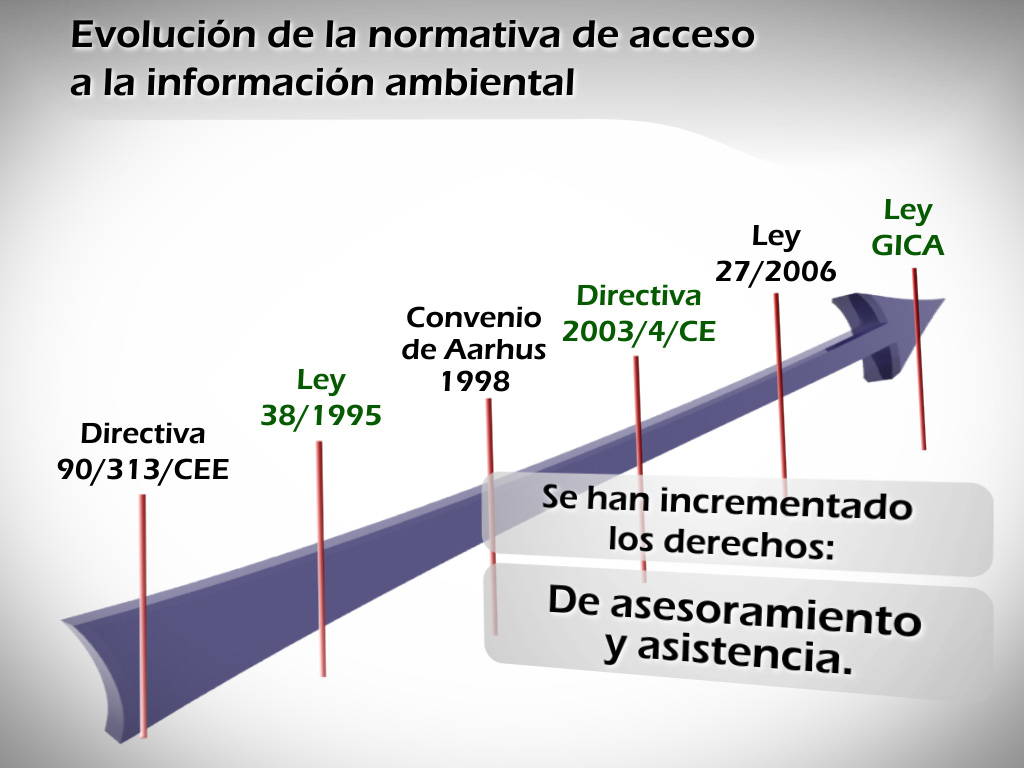 Evolución de la normativa de acceso
a la información ambiental
Directiva
90/313/CEE
Ley
38/1995
Convenio
de Aarhus
1998
Directiva
2003/4/CE
Ley
27/2006
Ley
GICA
Se han incrementado
los derechos:
De asesoramiento
y asistencia.